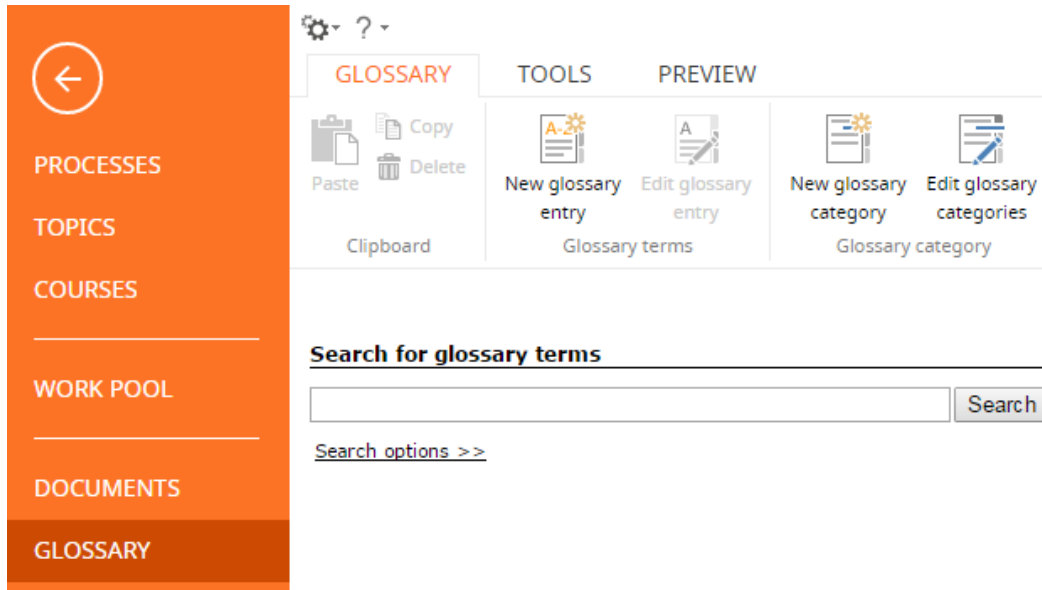 ?
GLOSSARY TOOLS PREVIEW
PROCESSES
TOPICS
COURSES
WORK POOL
DOCUMENTS
GLOSSARY
Paste
Copy
Delete
Clipboard
A-Z
New glossary
entry
A
Edit glossary
entry
Glossary terms
New glossary
category
Edit glossary
categories
Glossary category
Search for glossary terms
Search
Search options >>